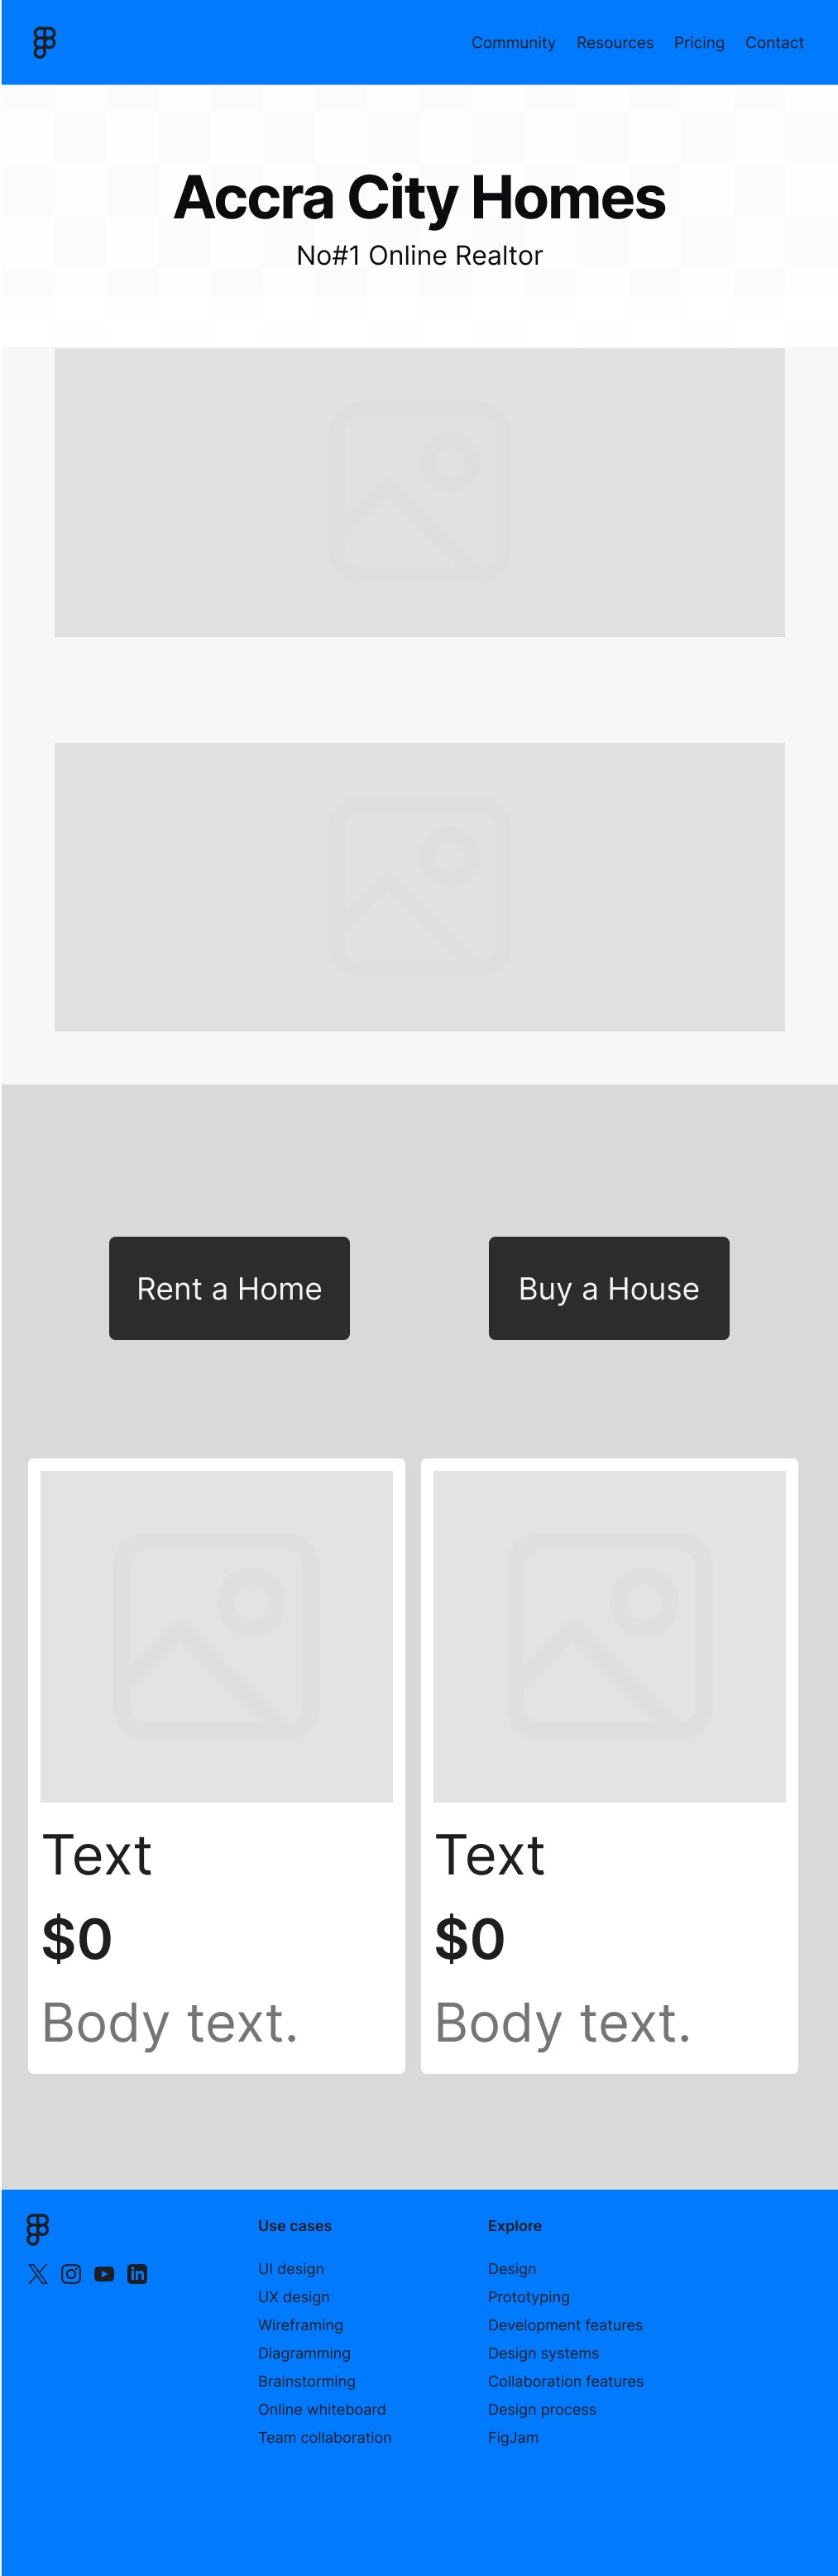 Community Resources Pricing Contact
Accra City Homes
No#1 Online Realtor
Rent a Home
Buy a House
Text
$0
Body text.
Text
$0
Body text.
Use cases
UI design
UX design
Wireframing
Diagramming
Brainstorming
Online whiteboard
Team collaboration
Explore
Design
Prototyping
Development features
Design systems
Collaboration features
Design process
FigJam